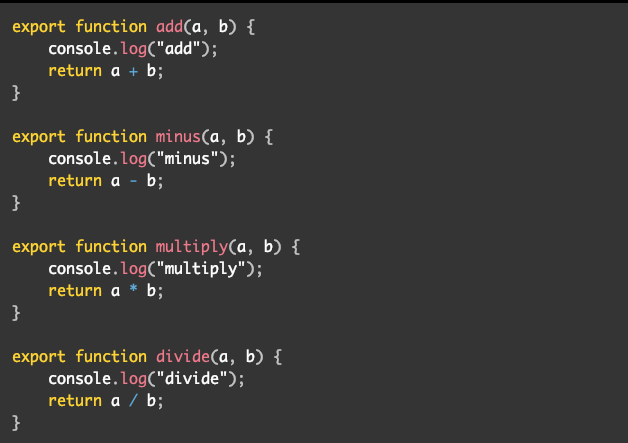 export function add(a, b) {
    console.log("add");
    return a + b;
}

export function minus(a, b) {
    console.log("minus");
    return a - b;
}

export function multiply(a, b) {
    console.log("multiply");
    return a * b;
}

export function divide(a, b) {
    console.log("divide");
    return a / b;
}